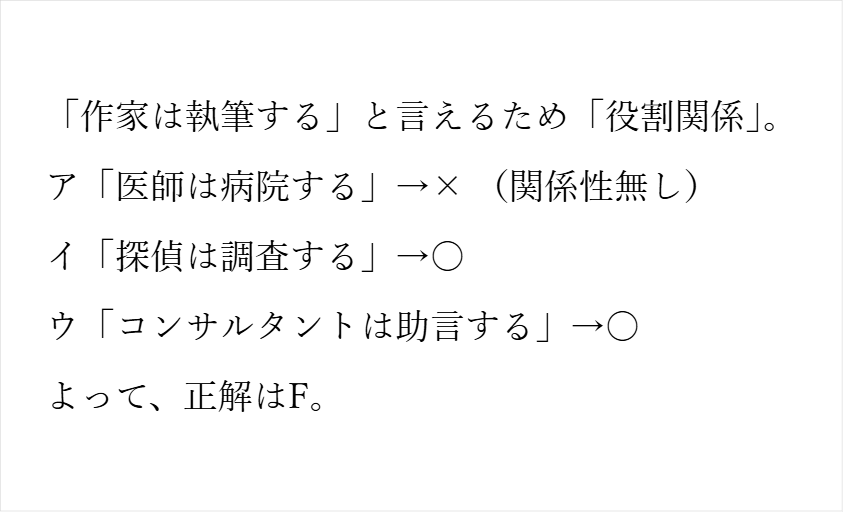 「作家は執筆する」と言えるため「役割関係」。
ア「医師は病院する」→× （関係性無し）
イ「探偵は調査する」→〇
ウ「コンサルタントは助言する」→〇
よって、正解はF。